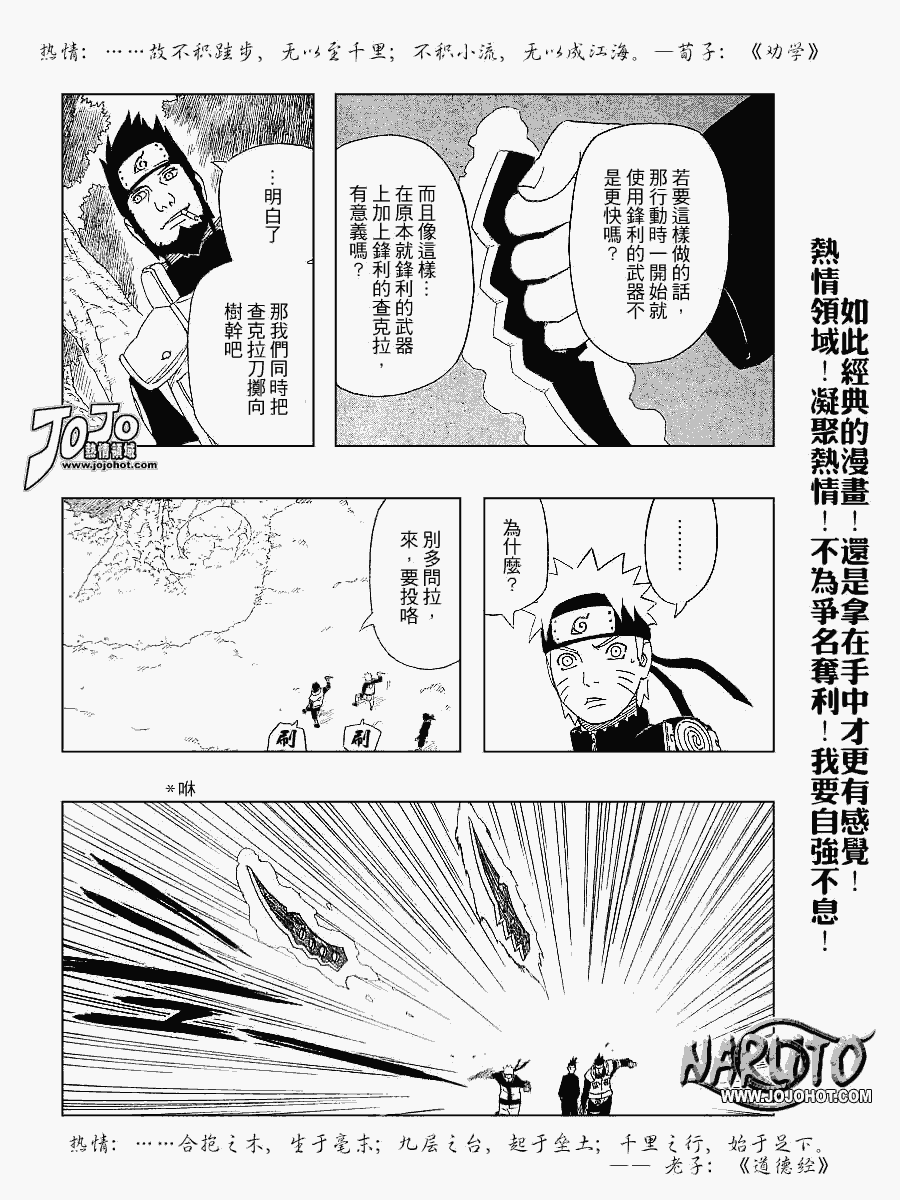 热情：……故不积跬步，无以至千里；不积小流，无以成江海。—荀子：《劝学》
若要這樣做的話，
那行動時一開始就
使用鋒利的武器不
是更快嗎？
而且像這樣…
在原本就鋒利的武器
上加上鋒利的查克拉，
有意義嗎？
…明白了
那我們同時把
查克拉刀擲向
樹幹吧
JOJO
熱情領域
www.jojohot.com
………
為什麼？
別多問拉，
來，要投咯
刷
刷
*咻
如此經典的漫畫！還是拿在手中才更有感覺！
熱情領域！凝聚熱情！不為爭名奪利！我要自強不息！
NARUTO
WWW.JOJOHOT.COM
热情：……合抱之木，生于毫末；九层之台，起于垒土；千里之行，始于足下。
—— 老子：《道德经》